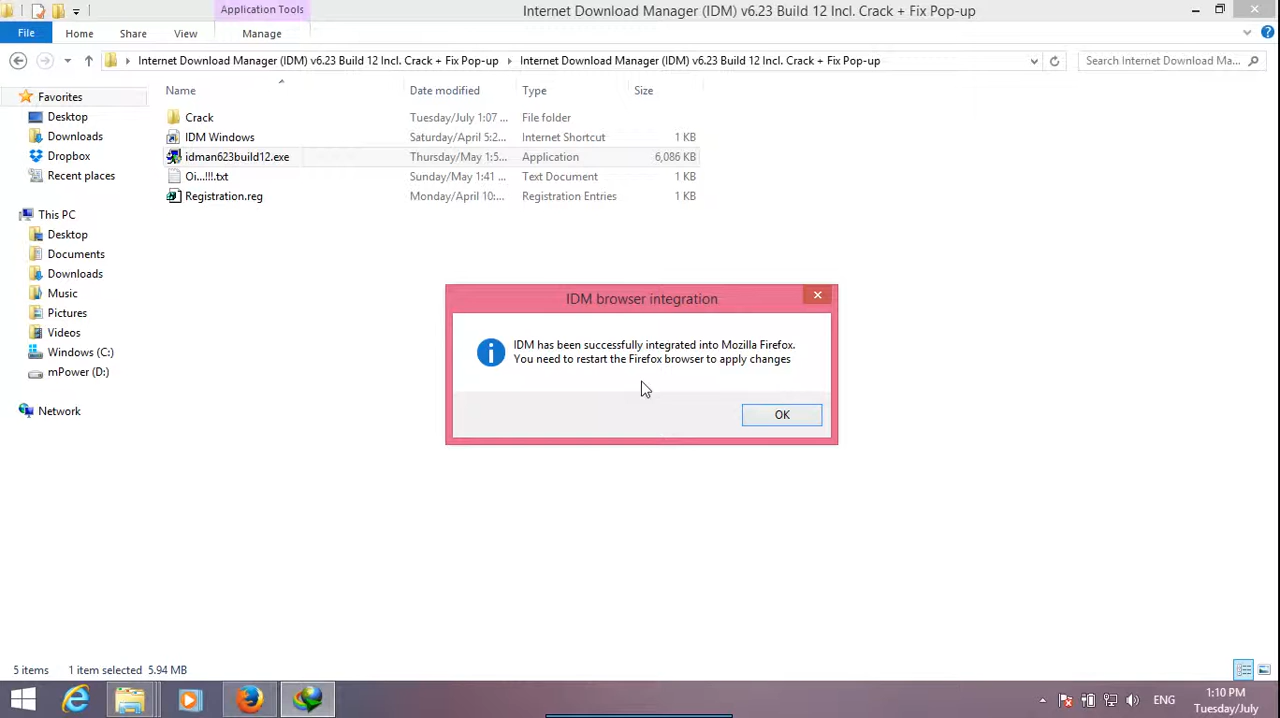 Application Tools
Internet Download Manager (IDM) v6.23 Build 12 Incl. Crack + Fix Pop-up
File Home Share View Manage
Internet Download Manager (IDM) v6.23 Build 12 Incl. Crack + Fix Pop-up Internet Download Manager (IDM) v6.23 Build 12 Incl. Crack + Fix Pop-up
Search Internet Download Ma...
Name Date modified Type Size
Favorites
Desktop
Downloads
Dropbox
Recent places
This PC
Desktop
Documents
Downloads
Music
Pictures
Videos
Windows (C:)
mPower (D:)
Network
Crack Tuesday/July 1:07 ... File folder
IDM Windows Saturday/April 5:2... Internet Shortcut 1 KB
idman623build12.exe Thursday/May 1:5... Application 6,086 KB
Oi...!!!.txt Sunday/May 1:41 ... Text Document 1 KB
Registration.reg Monday/April 10:... Registration Entries 1 KB
IDM browser integration
IDM has been successfully integrated into Mozilla Firefox.
You need to restart the Firefox browser to apply changes
OK
5 items 1 item selected 5.94 MB
ENG
1:10 PM
Tuesday/July